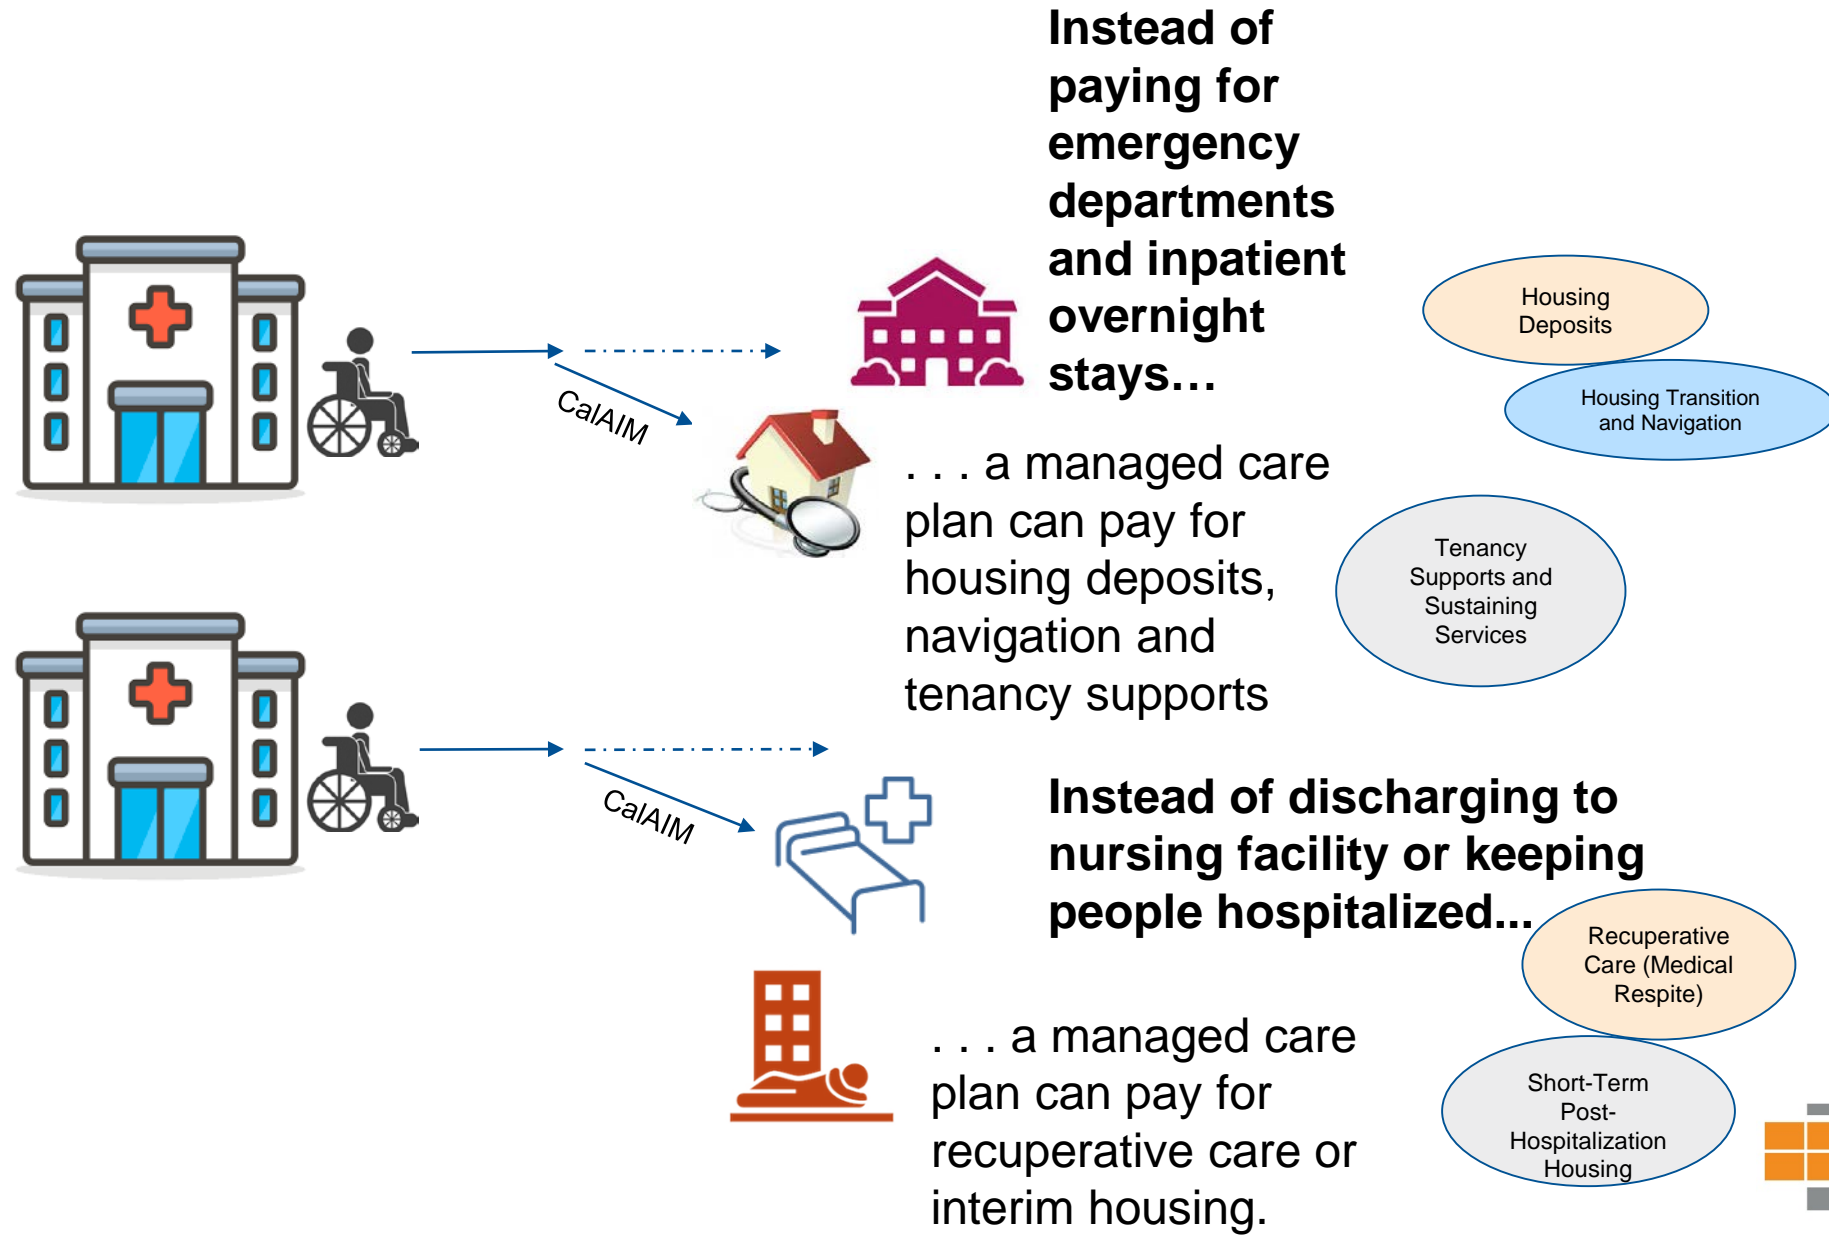 Instead of
paying for
emergency
departments
and inpatient
overnight
stays…
Housing
Deposits
Housing Transition
and Navigation
CalAIM
. . . a managed care
plan can pay for
housing deposits,
navigation and
tenancy supports
Tenancy
Supports and
Sustaining
Services
CalAIM
Instead of discharging to
nursing facility or keeping
people hospitalized...
Recuperative
Care (Medical
Respite)
. . . a managed care
plan can pay for
recuperative care or
interim housing.
Short-Term
Post-
Hospitalization
Housing